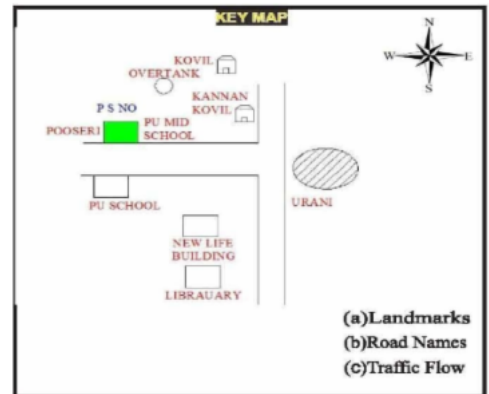 KEY MAP
N
W
E
S
KOVIL
OVERTANK
KANNAN
KOVIL
P S NO
POOSERI
PU MID
SCHOOL
PU SCHOOL
URANI
NEW LIFE
BUILDING
LIBRAUARY
(a)Landmarks
(b)Road Names
(c)Traffic Flow